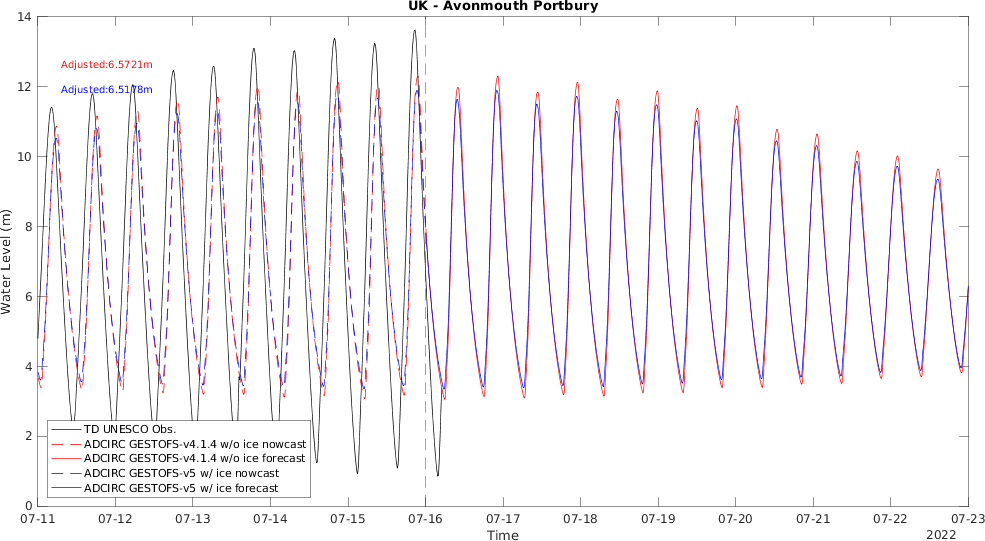 UK - Avonmouth Portbury
14
12
10
8
6
4
2
0
Water Level (m)
Adjusted:6.5721m
Adjusted:6.5178m
TD UNESCO Obs.
ADCIRC GESTOFS-v4.1.4 w/o ice nowcast
ADCIRC GESTOFS-v4.1.4 w/o ice forecast
ADCIRC GESTOFS-v5 w/ ice nowcast
ADCIRC GESTOFS-v5 w/ ice forecast
07-11 07-12 07-13 07-14 07-15 07-16 07-17 07-18 07-19 07-20 07-21 07-22 07-23
Time
2022